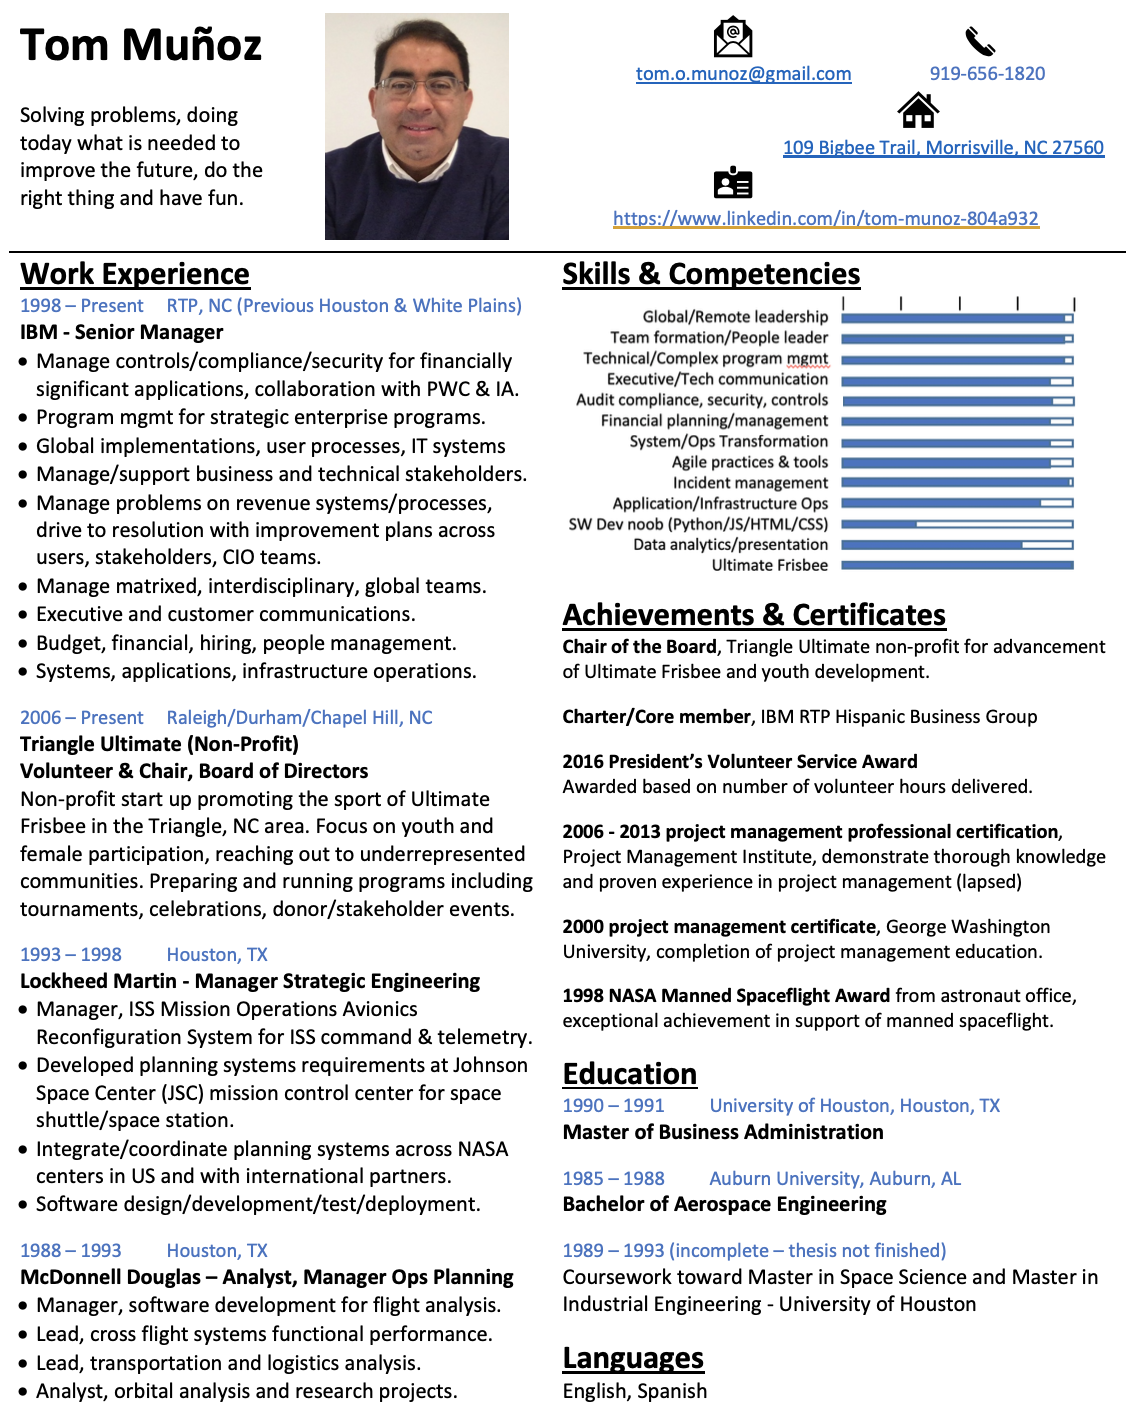 Tom Muñoz
Solving problems, doing
today what is needed to
improve the future, do the
right thing and have fun.
@
tom.o.munoz@gmail.com
919-656-1820
109 Bigbee Trail, Morrisville, NC 27560
https://www.linkedin.com/in/tom-munoz-804a932
Work Experience
1998 – Present RTP, NC (Previous Houston & White Plains)
IBM - Senior Manager
• Manage controls/compliance/security for financially
significant applications, collaboration with PWC & IA.
• Program mgmt for strategic enterprise programs.
• Global implementations, user processes, IT systems
• Manage/support business and technical stakeholders.
• Manage problems on revenue systems/processes,
drive to resolution with improvement plans across
users, stakeholders, CIO teams.
• Manage matrixed, interdisciplinary, global teams.
• Executive and customer communications.
• Budget, financial, hiring, people management.
• Systems, applications, infrastructure operations.
2006 – Present Raleigh/Durham/Chapel Hill, NC
Triangle Ultimate (Non-Profit)
Volunteer & Chair, Board of Directors
Non-profit start up promoting the sport of Ultimate
Frisbee in the Triangle, NC area. Focus on youth and
female participation, reaching out to underrepresented
communities. Preparing and running programs including
tournaments, celebrations, donor/stakeholder events.
1993 – 1998 Houston, TX
Lockheed Martin - Manager Strategic Engineering
• Manager, ISS Mission Operations Avionics
Reconfiguration System for ISS command & telemetry.
• Developed planning systems requirements at Johnson
Space Center (JSC) mission control center for space
shuttle/space station.
• Integrate/coordinate planning systems across NASA
centers in US and with international partners.
• Software design/development/test/deployment.
1988 – 1993 Houston, TX
McDonnell Douglas – Analyst, Manager Ops Planning
• Manager, software development for flight analysis.
• Lead, cross flight systems functional performance.
• Lead, transportation and logistics analysis.
• Analyst, orbital analysis and research projects.
Skills & Competencies
Global/Remote leadership
Team formation/People leader
Technical/Complex program mgmt
Executive/Tech communication
Audit compliance, security, controls
Financial planning/management
System/Ops Transformation
Agile practices & tools
Incident management
Application/Infrastructure Ops
SW Dev noob (Python/JS/HTML/CSS)
Data analytics/presentation
Ultimate Frisbee
Achievements & Certificates
Chair of the Board, Triangle Ultimate non-profit for advancement
of Ultimate Frisbee and youth development.
Charter/Core member, IBM RTP Hispanic Business Group
2016 President’s Volunteer Service Award
Awarded based on number of volunteer hours delivered.
2006 - 2013 project management professional certification,
Project Management Institute, demonstrate thorough knowledge
and proven experience in project management (lapsed)
2000 project management certificate, George Washington
University, completion of project management education.
1998 NASA Manned Spaceflight Award from astronaut office,
exceptional achievement in support of manned spaceflight.
Education
1990 – 1991 University of Houston, Houston, TX
Master of Business Administration
1985 – 1988 Auburn University, Auburn, AL
Bachelor of Aerospace Engineering
1989 – 1993 (incomplete – thesis not finished)
Coursework toward Master in Space Science and Master in
Industrial Engineering - University of Houston
Languages
English, Spanish